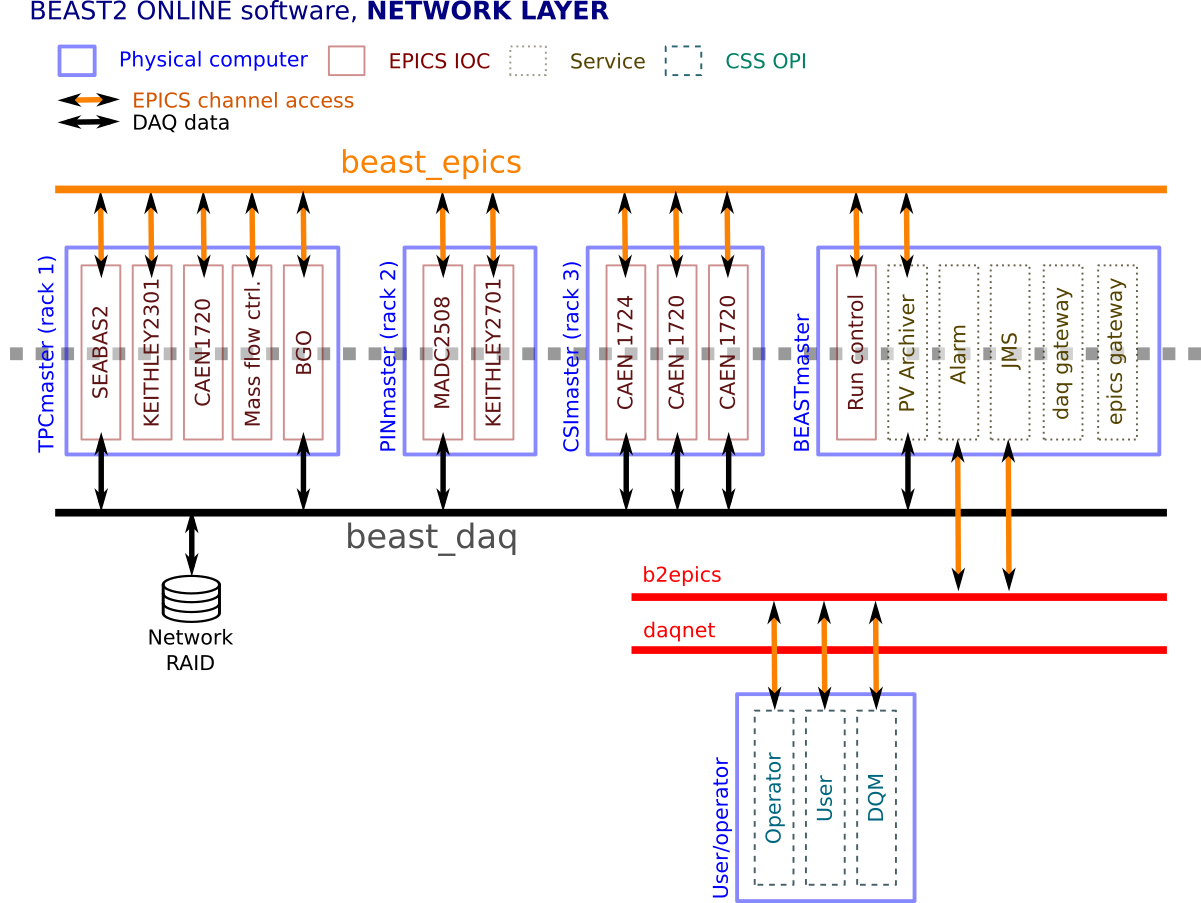 BEAST2 ONLINE software, NETWORK LAYER
Physical computer
EPICS IOC
Service
CSS OPI
EPICS channel access
DAQ data
beast_epics
TPCmaster (rack 1)
SEABAS2
KEITHLEY2301
CAEN1720
Mass flow ctrl.
BGO
PINmaster (rack 2)
MADC2508
KEITHLEY2701
CSImaster (rack 3)
CAEN 1724
CAEN 1720
CAEN 1720
BEASTmaster
Run control
PV Archiver
Alarm
JMS
daq gateway
epics gateway
beast_daq
Network
RAID
b2epics
daqnet
User/operator
Operator
User
DQM